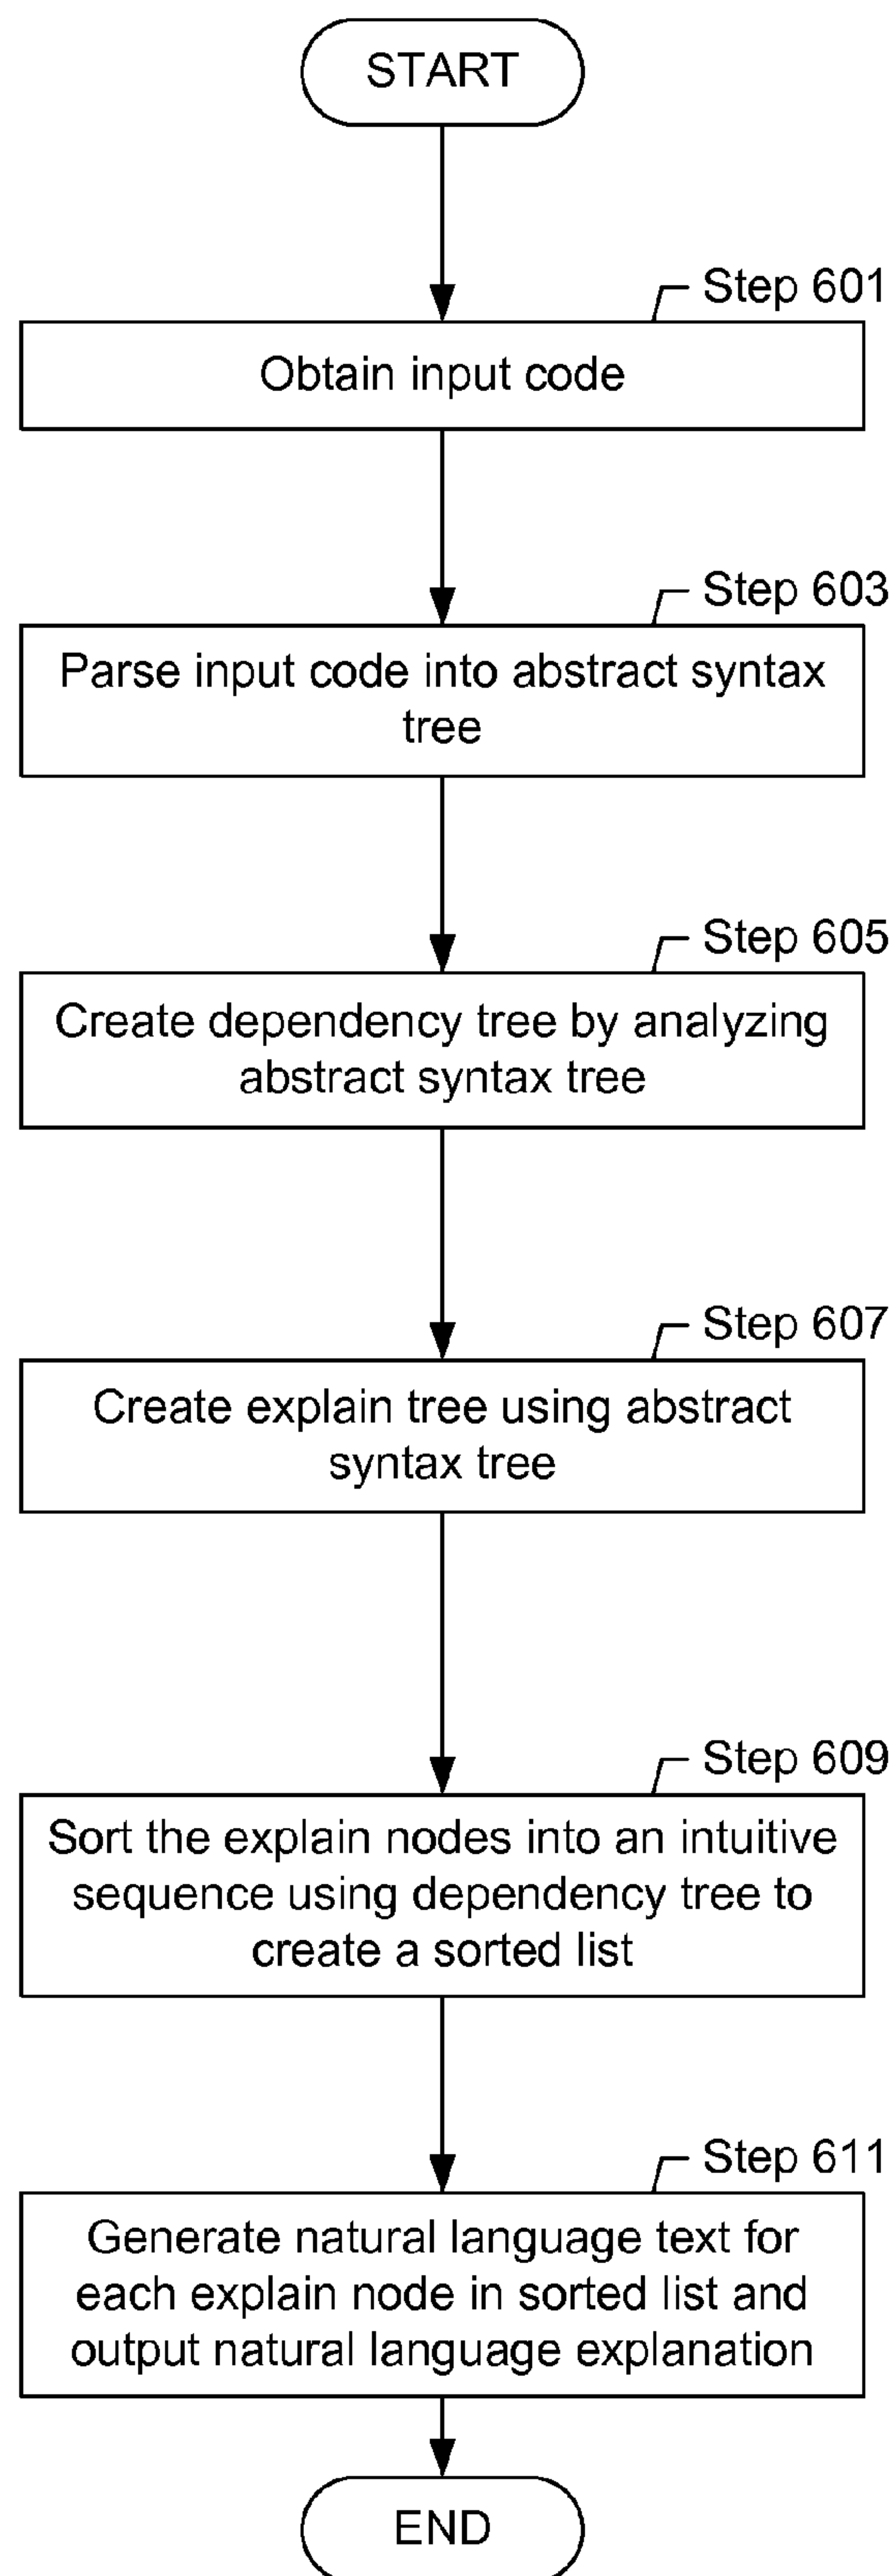 START
Step 601
Obtain input code
Step 603
Parse input code into abstract syntax
tree
Step 605
Create dependency tree by analyzing
abstract syntax tree
Step 607
Create explain tree using abstract
syntax tree
Step 609
Sort the explain nodes into an intuitive
sequence using dependency tree to
create a sorted list
Step 611
Generate natural language text for
each explain node in sorted list and
output natural language explanation
END